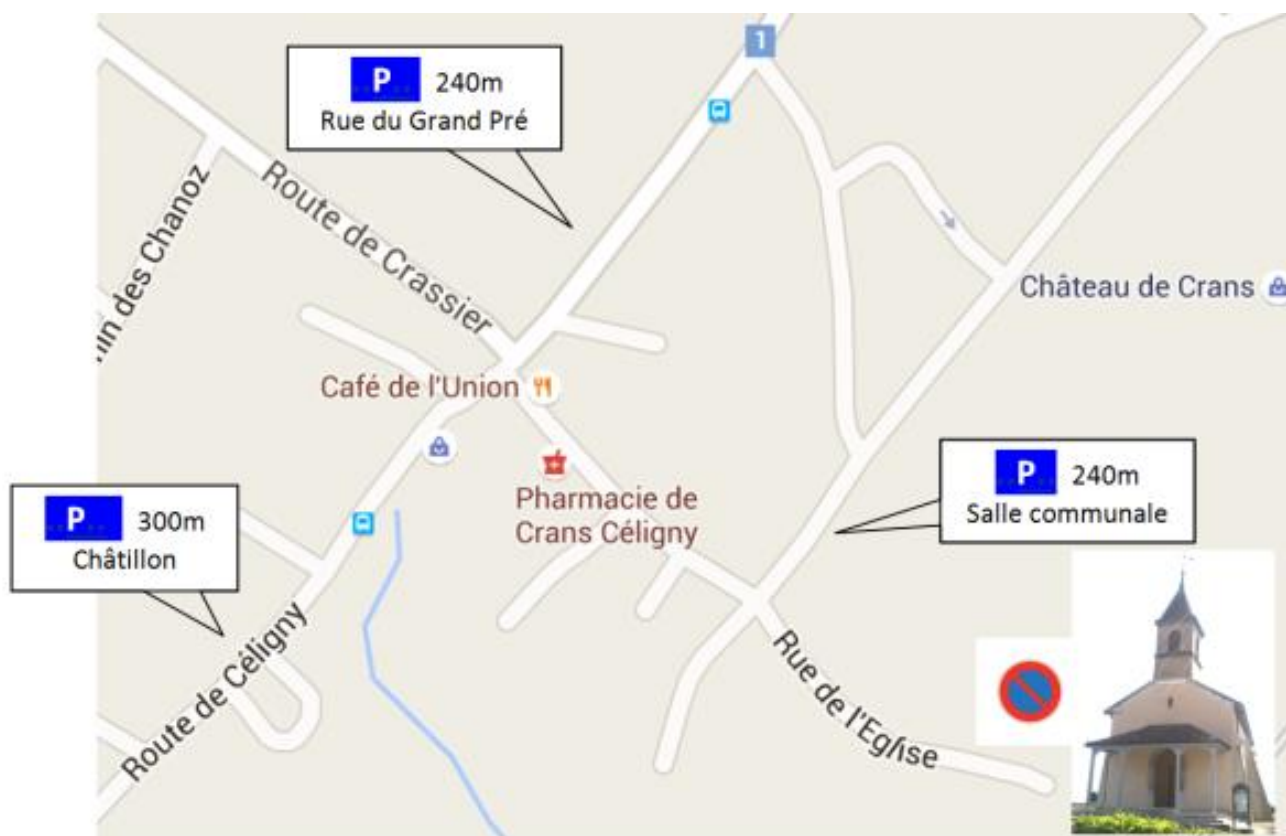 1
P 240m
Rue du Grand Pré
Route de Crassier
min des Chanoz
Château de Crans
Café de l'Union
P 240m
Salle communale
Pharmacie de
Crans Céligny
P 300m
Châtillon
Route de Céligny
Rue de l'Eglise